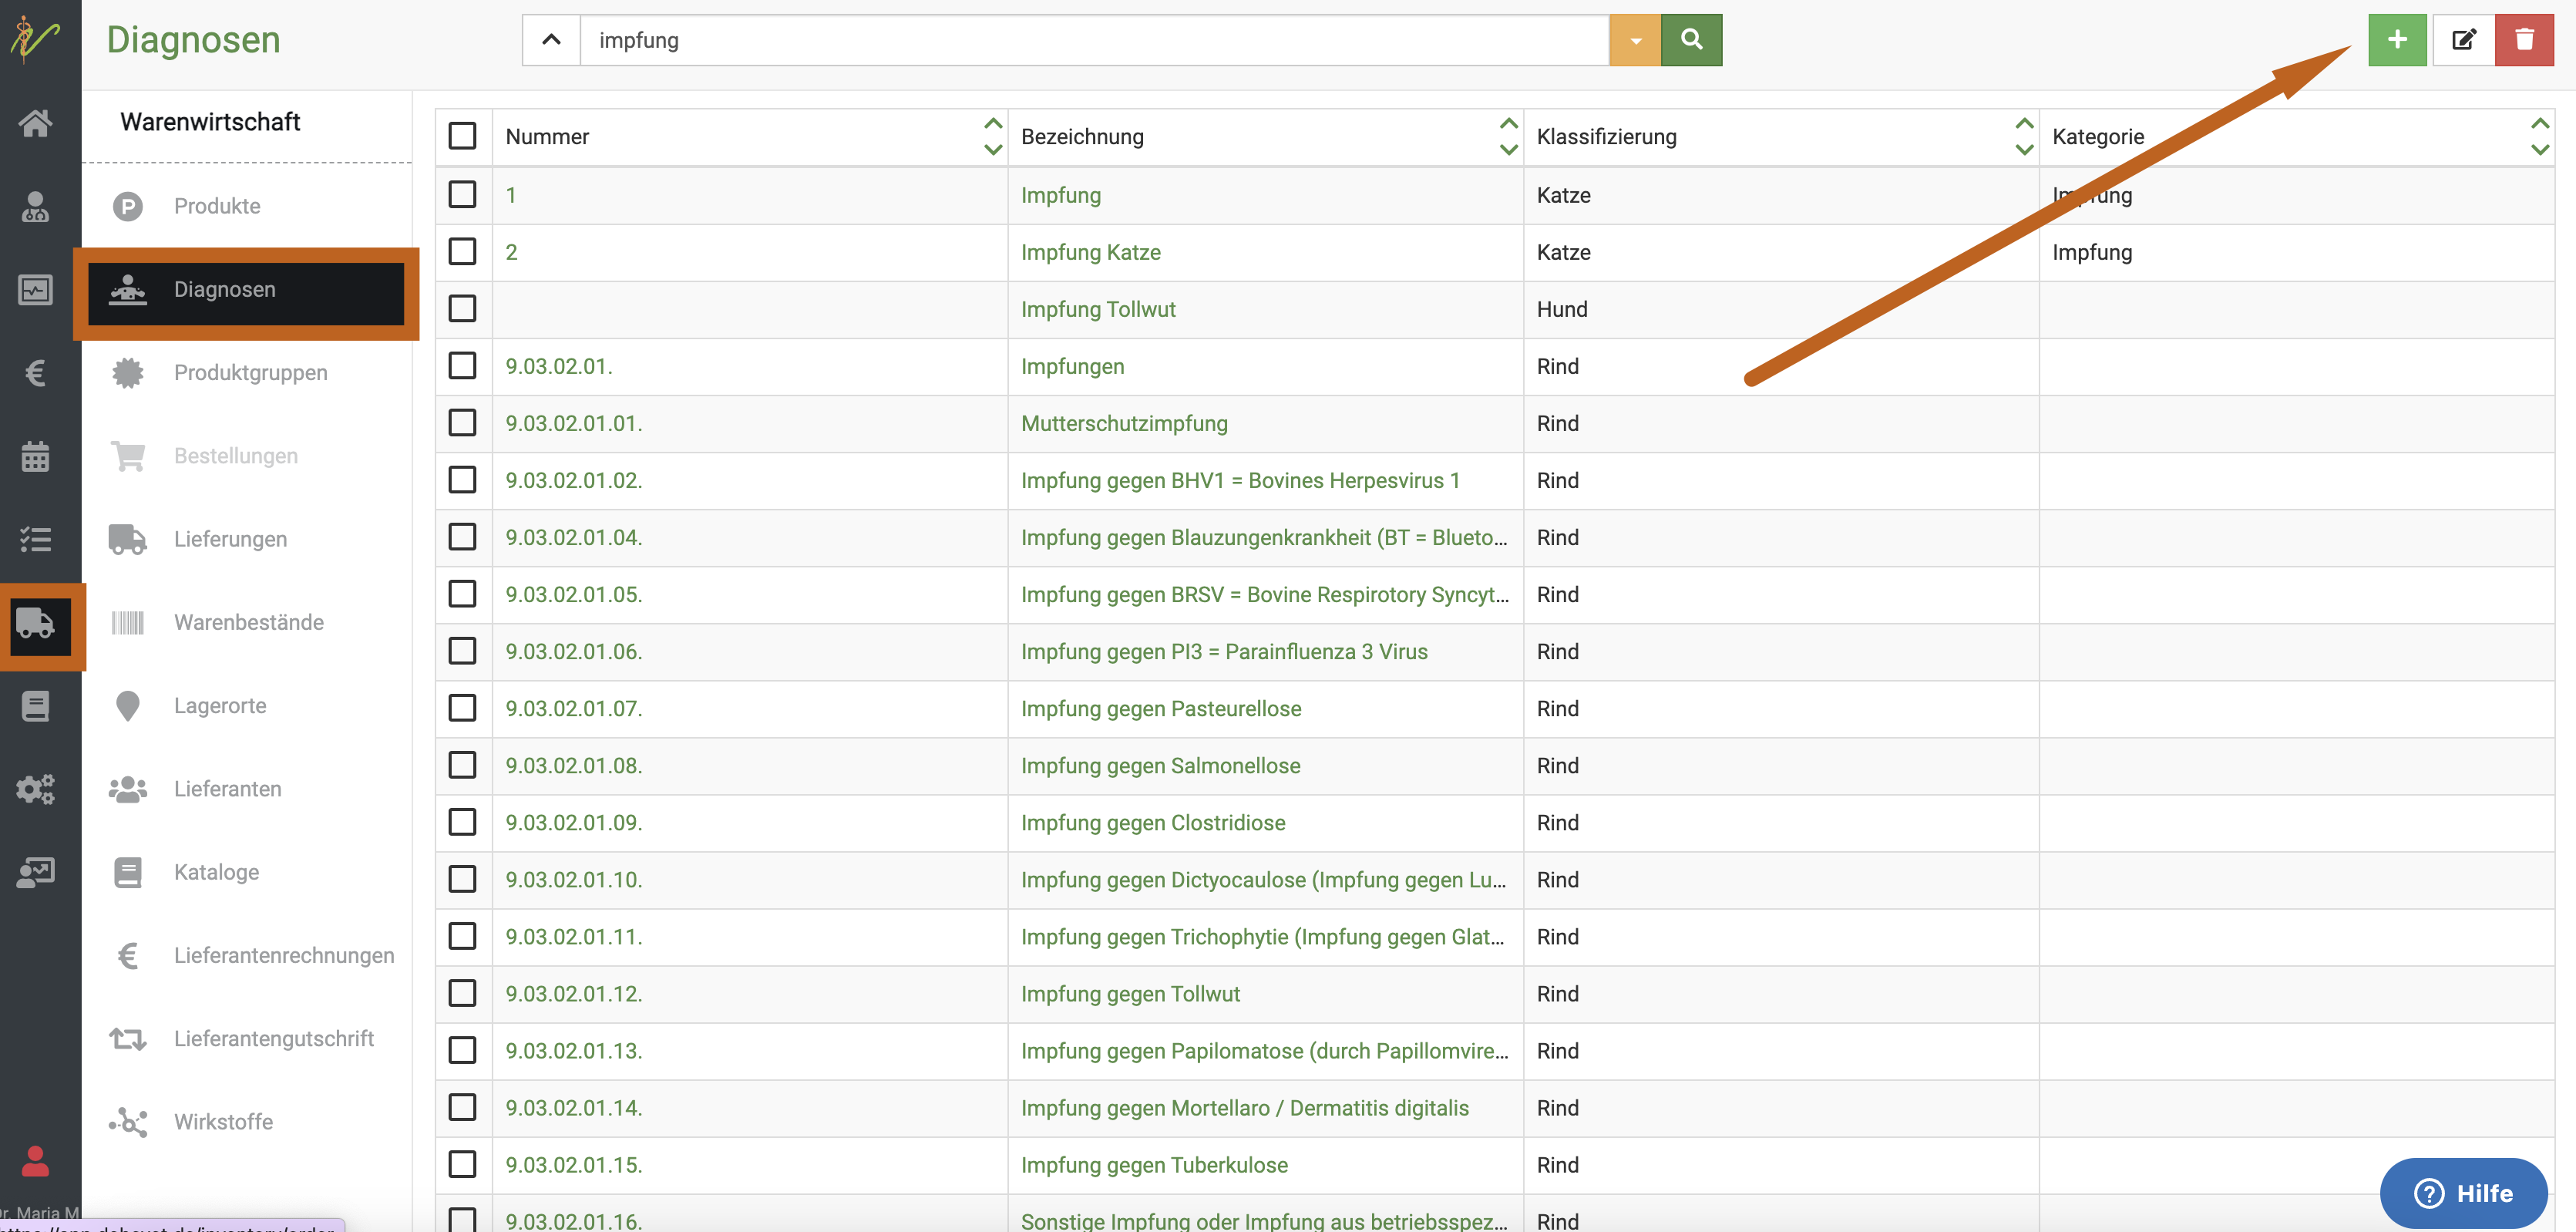 Diagnosen
impfung
Warenwirtschaft
Produkte
Diagnosen
Produktgruppen
Bestellungen
Lieferungen
Warenbestände
Lagerorte
Lieferanten
Kataloge
Lieferantenrechnungen
Lieferantengutschrift
Wirkstoffe
Nummer Bezeichnung Klassifizierung Kategorie
1 Impfung Katze Impfung
2 Impfung Katze Katze Impfung
Impfung Tollwut Hund
9.03.02.01. Impfungen Rind
9.03.02.01.01. Mutterschutzimpfung Rind
9.03.02.01.02. Impfung gegen BHV1 = Bovines Herpesvirus 1 Rind
9.03.02.01.04. Impfung gegen Blauzungenkrankheit (BT = Blueto... Rind
9.03.02.01.05. Impfung gegen BRSV = Bovine Respirotory Syncyt... Rind
9.03.02.01.06. Impfung gegen PI3 = Parainfluenza 3 Virus Rind
9.03.02.01.07. Impfung gegen Pasteurellose Rind
9.03.02.01.08. Impfung gegen Salmonellose Rind
9.03.02.01.09. Impfung gegen Clostridiose Rind
9.03.02.01.10. Impfung gegen Dictyocaulose (Impfung gegen Lu... Rind
9.03.02.01.11. Impfung gegen Trichophytie (Impfung gegen Glat... Rind
9.03.02.01.12. Impfung gegen Tollwut Rind
9.03.02.01.13. Impfung gegen Papilomatose (durch Papillomvire... Rind
9.03.02.01.14. Impfung gegen Mortellaro / Dermatitis digitalis Rind
9.03.02.01.15. Impfung gegen Tuberkulose Rind
9.03.02.01.16. Sonstige Impfung oder Impfung aus betriebsspez... Rind
Hilfe
Maria M